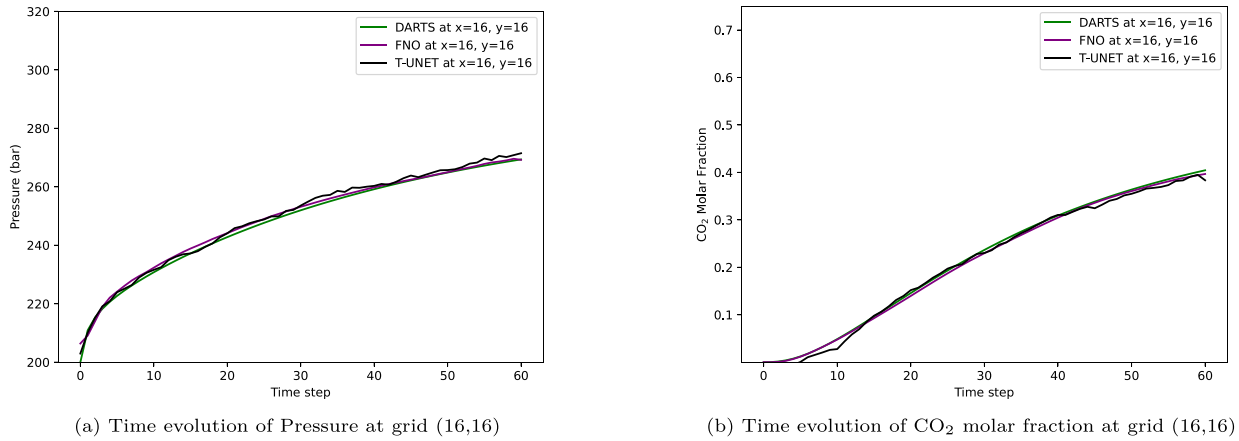 320
300
280
260
240
220
200
Pressure (bar)
0 10 20 30 40 50 60
Time step
DARTS at x=16, y=16
FNO at x=16, y=16
T-UNET at x=16, y=16
(a) Time evolution of Pressure at grid (16,16)
0.7
0.6
0.5
0.4
0.3
0.2
0.1
CO₂ Molar Fraction
0 10 20 30 40 50 60
Time step
DARTS at x=16, y=16
FNO at x=16, y=16
T-UNET at x=16, y=16
(b) Time evolution of CO₂ molar fraction at grid (16,16)